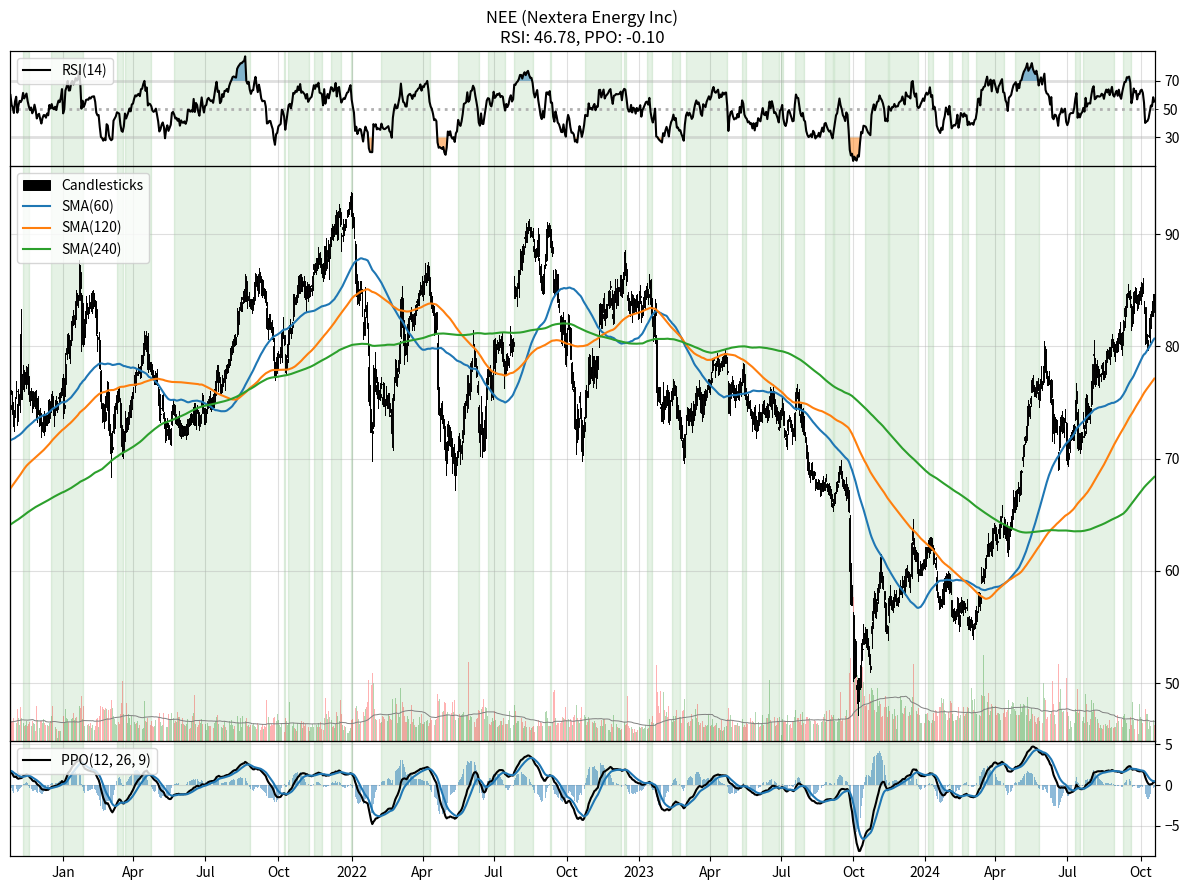 NEE (Nextera Energy Inc)
RSI: 46.78, PPO: -0.10
RSI(14)
70
50
30
Candlesticks
SMA(60)
SMA(120)
SMA(240)
90
80
70
60
50
PPO(12, 26, 9)
5
0
−5
Jan Apr Jul Oct 2022 Apr Jul Oct 2023 Apr Jul Oct 2024 Apr Jul Oct